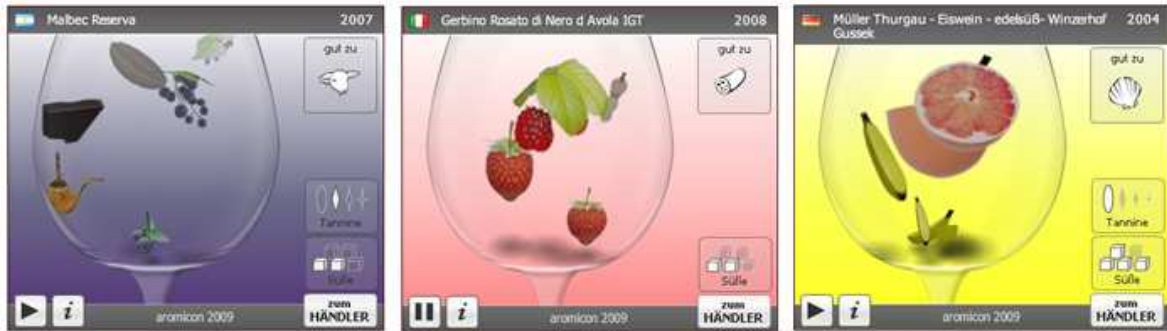 Malbec Reserva 2007
gut zu
Tannine
Süße
i
zum
HÄNDLER
aromicon 2009
Gerbino Rosato di Nero d Avola IGT 2008
gut zu
Süße
i
zum
HÄNDLER
aromicon 2009
Müller Thurgau - Eiswein - edelsüß- Winzerhof 2004
Gussek
gut zu
Tannine
Süße
i
zum
HÄNDLER
aromicon 2009